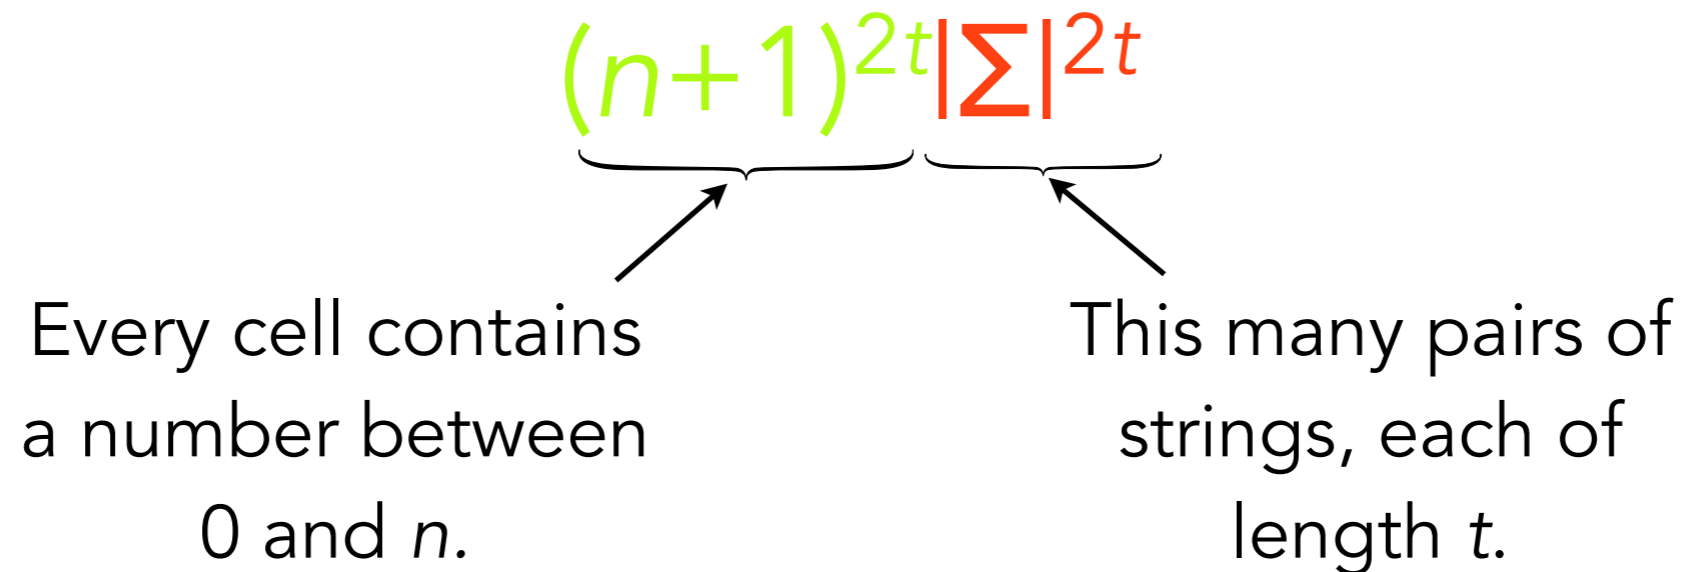 (n+1)²ᵗ|Σ|²ᵗ
Every cell contains
a number between
0 and n.
This many pairs of
strings, each of
length t.